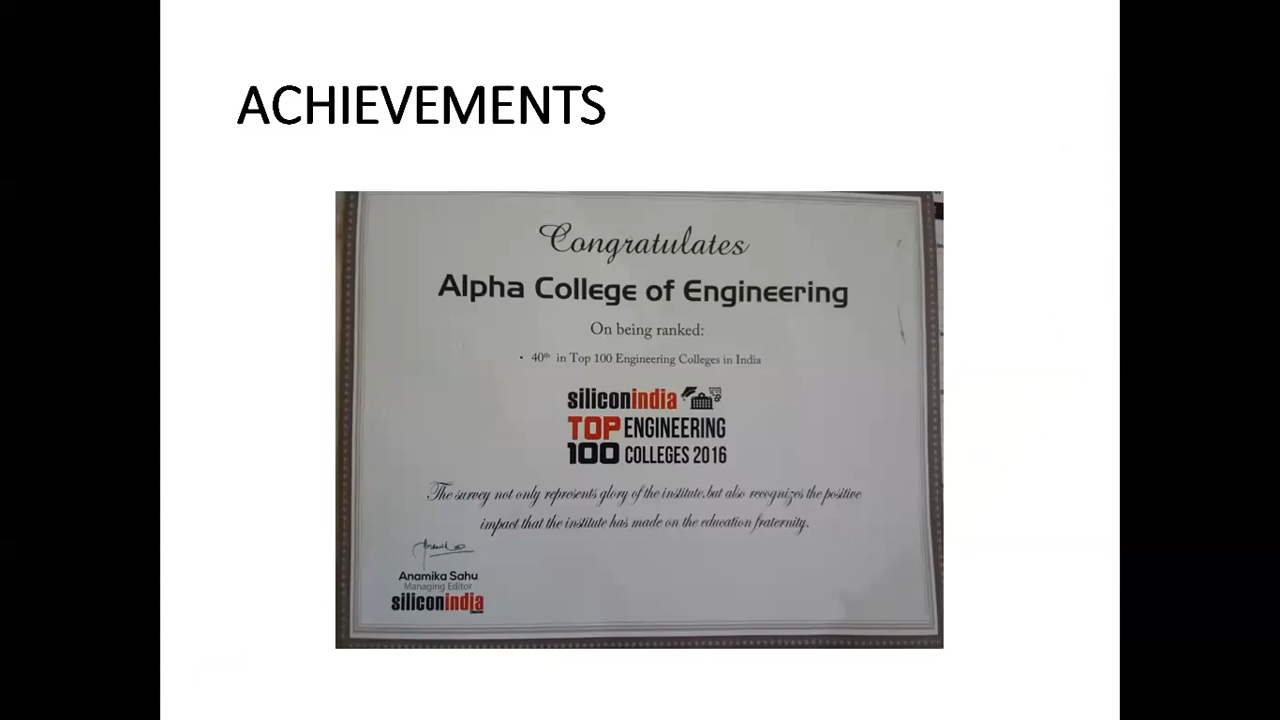 ACHIEVEMENTS
Congratulates
Alpha College of Engineering
On being ranked:
• 40th in Top 100 Engineering Colleges in India
siliconindia
TOP ENGINEERING
100 COLLEGES 2016
The survey not only represents glory of the institute, but also recognizes the positive
impact that the institute has made on the education fraternity.
Anamika Sahu
Managing Editor
siliconindia